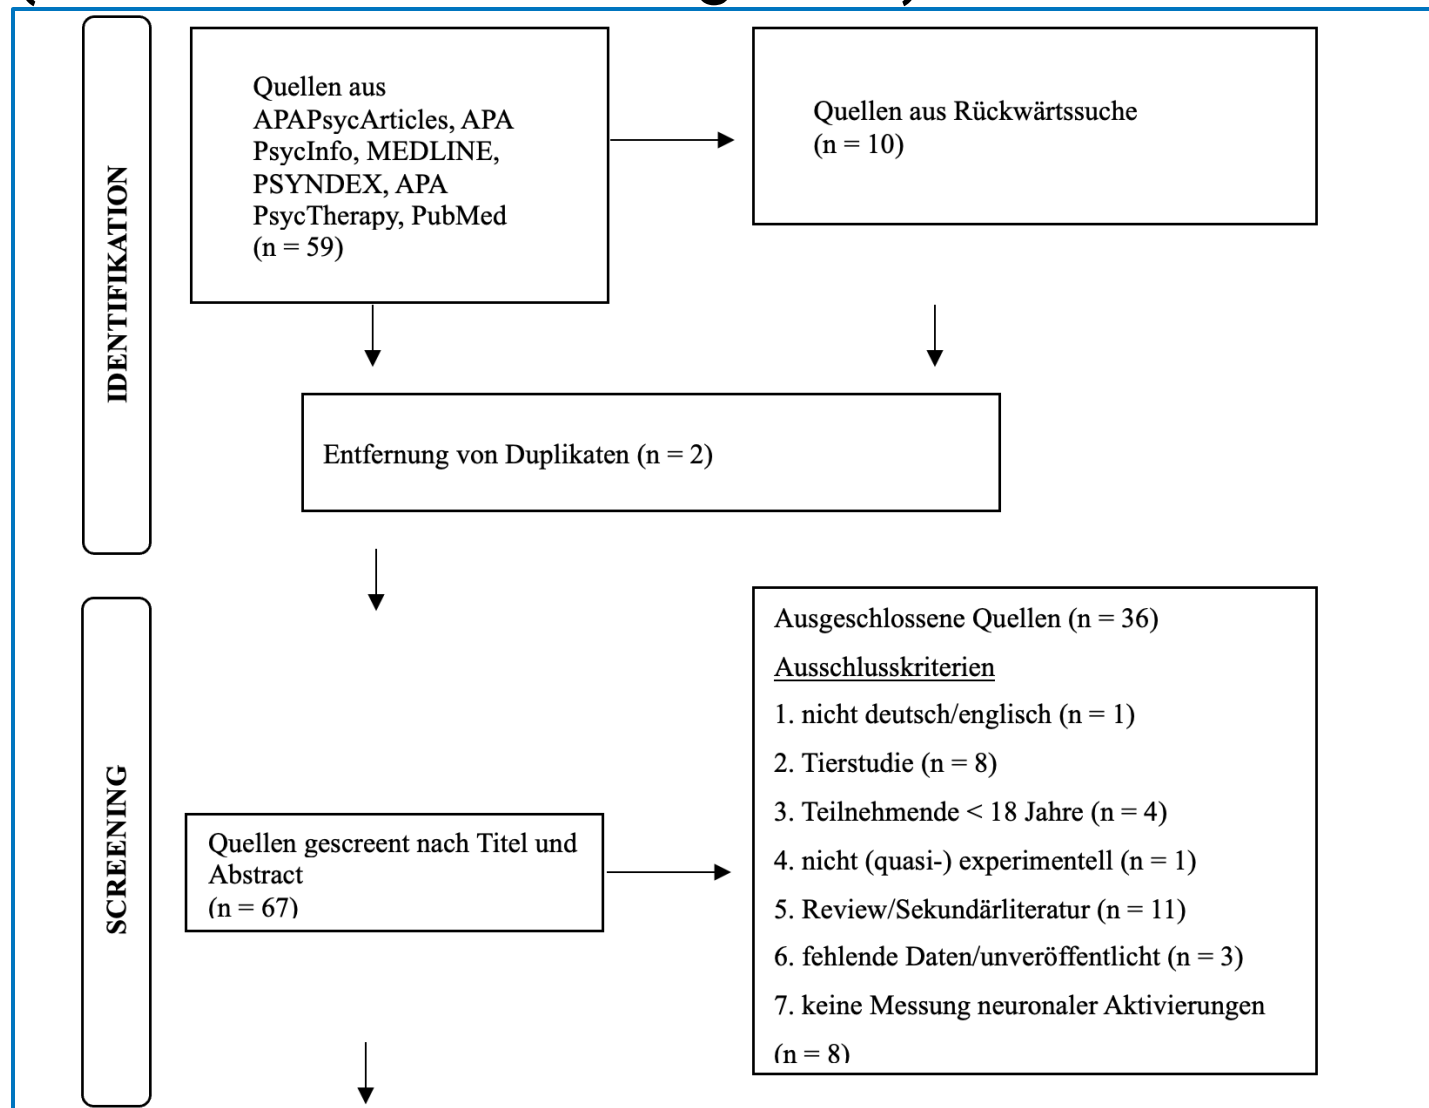 IDENTIFIKATION
Quellen aus
APAPsycArticles, APA
PsycInfo, MEDLINE,
PSYNDEX, APA
PsycTherapy, PubMed
(n = 59)
Quellen aus Rückwärtssuche
(n = 10)
Entfernung von Duplikaten (n = 2)
SCREENING
Quellen gescreent nach Titel und
Abstract
(n = 67)
Ausgeschlossene Quellen (n = 36)
Ausschlusskriterien
1. nicht deutsch/englisch (n = 1)
2. Tierstudie (n = 8)
3. Teilnehmende < 18 Jahre (n = 4)
4. nicht (quasi-) experimentell (n = 1)
5. Review/Sekundärliteratur (n = 11)
6. fehlende Daten/unveröffentlicht (n = 3)
7. keine Messung neuronaler Aktivierungen
(n = 8)